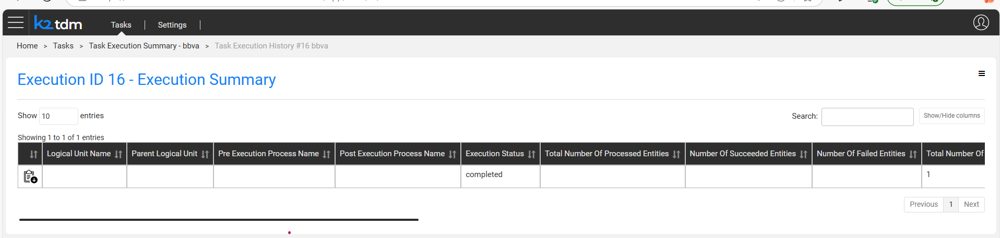 k2tdm Tasks Settings
Home > Tasks > Task Execution Summary - bbva > Task Execution History #16 bbva
Execution ID 16 - Execution Summary
Show 10 entries Search: Show/Hide columns
Showing 1 to 1 of 1 entries
Logical Unit Name Parent Logical Unit Pre Execution Process Name Post Execution Process Name Execution Status Total Number Of Processed Entities Number Of Succeeded Entities Number Of Failed Entities Total Number Of
completed 1
Previous 1 Next